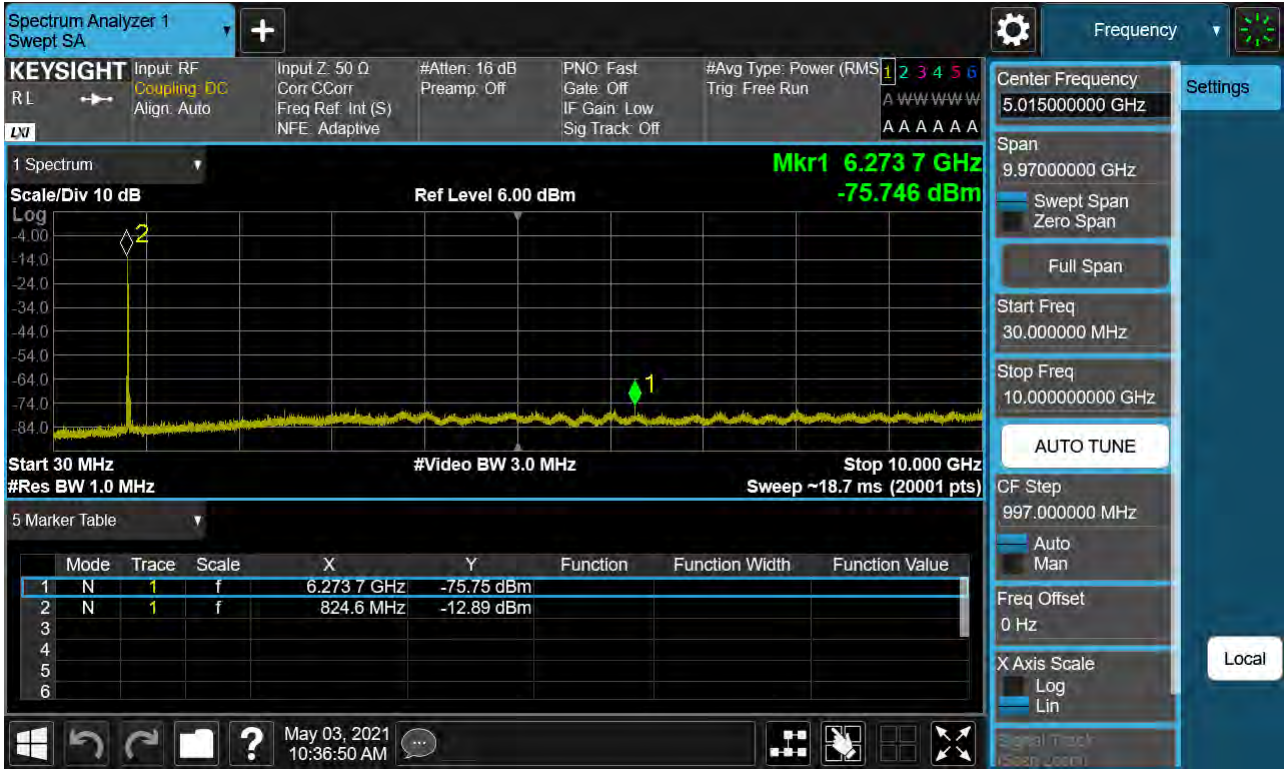 Spectrum Analyzer 1
Swept SA
+
Frequency
KEYSIGHT
RL
LXI
Input: RF
Coupling: DC
Align: Auto
Input Z: 50 Ω
Corr CCorr
Freq Ref: Int (S)
NFE: Adaptive
#Atten: 16 dB
Preamp: Off
PNO: Fast
Gate: Off
IF Gain: Low
Sig Track: Off
#Avg Type: Power (RMS
Trig: Free Run
1 2 3 4 5 6
A W W W W W
A A A A A A
1 Spectrum
Mkr1 6.273 7 GHz
Scale/Div 10 dB
Ref Level 6.00 dBm
-75.746 dBm
Log
-4.00
-14.0
-24.0
-34.0
-44.0
-54.0
-64.0
-74.0
-84.0
2
1
Start 30 MHz
#Video BW 3.0 MHz
Stop 10.000 GHz
#Res BW 1.0 MHz
Sweep ~18.7 ms (20001 pts)
5 Marker Table
Mode Trace Scale X Y Function Function Width Function Value
1 N 1 f 6.273 7 GHz -75.75 dBm
2 N 1 f 824.6 MHz -12.89 dBm
3
4
5
6
?
May 03, 2021
10:36:50 AM
Center Frequency
5.015000000 GHz
Settings
Span
9.97000000 GHz
Swept Span
Zero Span
Full Span
Start Freq
30.000000 MHz
Stop Freq
10.000000000 GHz
AUTO TUNE
CF Step
997.000000 MHz
Auto
Man
Freq Offset
0 Hz
X Axis Scale
Log
Lin
Local
Signal Track
(Span Zoom)